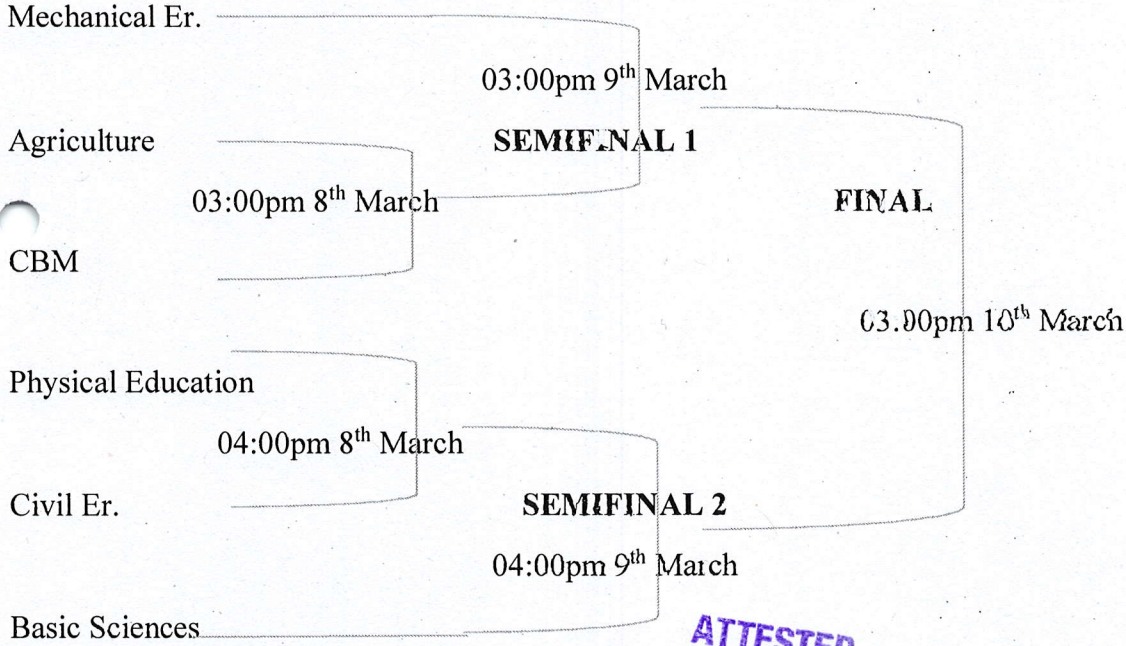 Mechanical Er.
03:00pm 9th March
Agriculture
SEMIFINAL 1
03:00pm 8th March
FINAL
CBM
03.00pm 10th March
Physical Education
04:00pm 8th March
Civil Er.
SEMIFINAL 2
04:00pm 9th March
Basic Sciences
ATTESTED